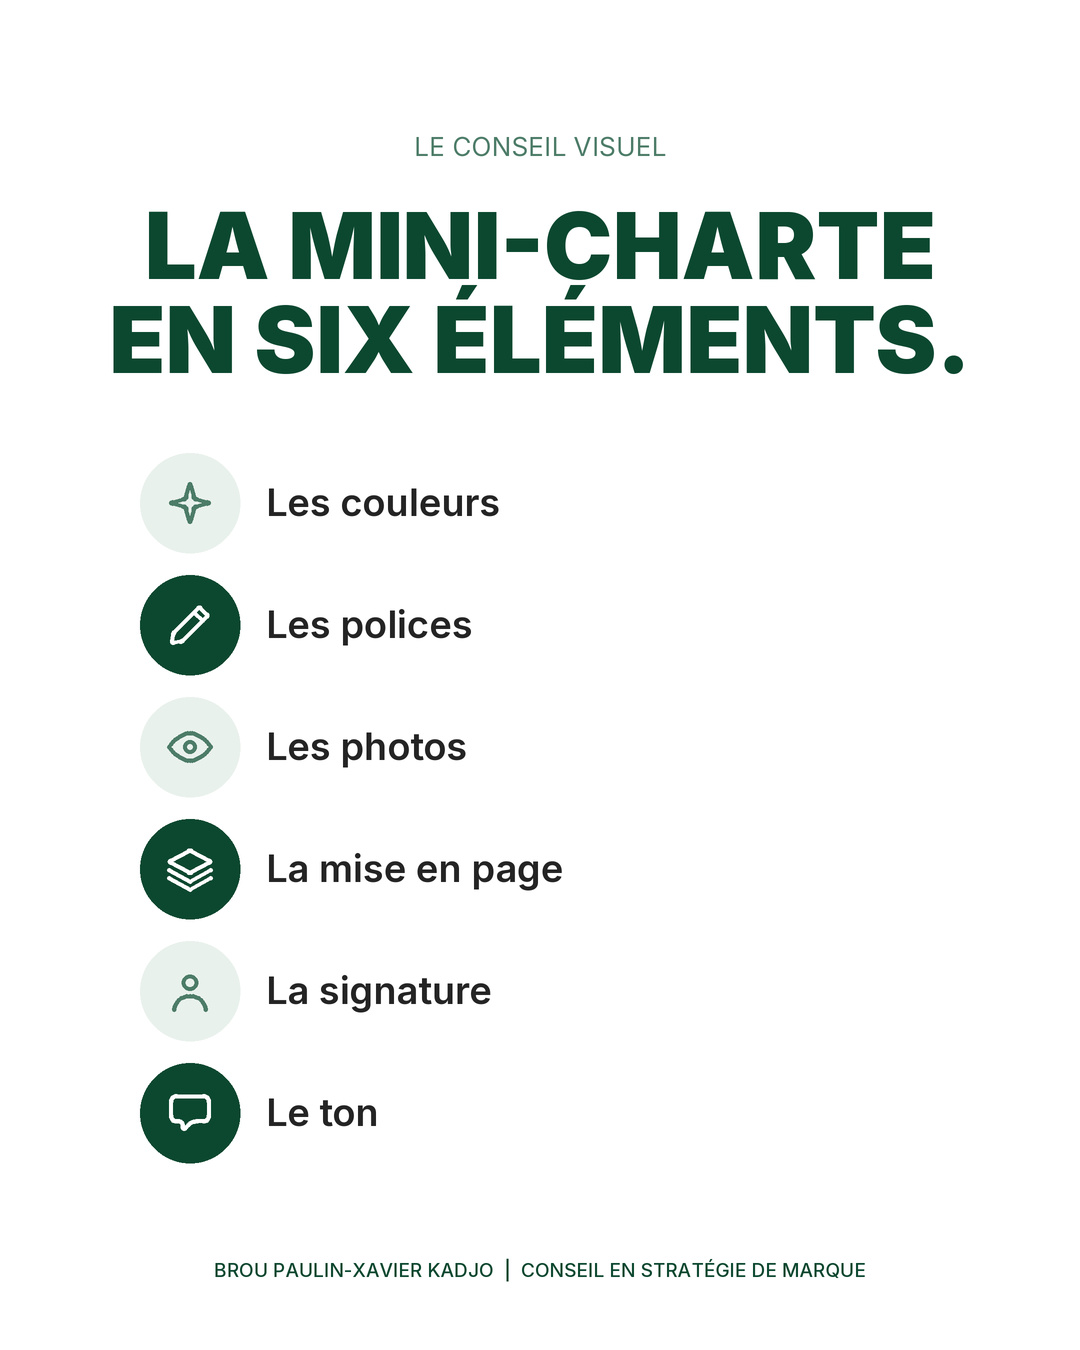 LE CONSEIL VISUEL
LA MINI-CHARTE
EN SIX ÉLÉMENTS.
Les couleurs
Les polices
Les photos
La mise en page
La signature
Le ton
BROU PAULIN-XAVIER KADJO | CONSEIL EN STRATÉGIE DE MARQUE